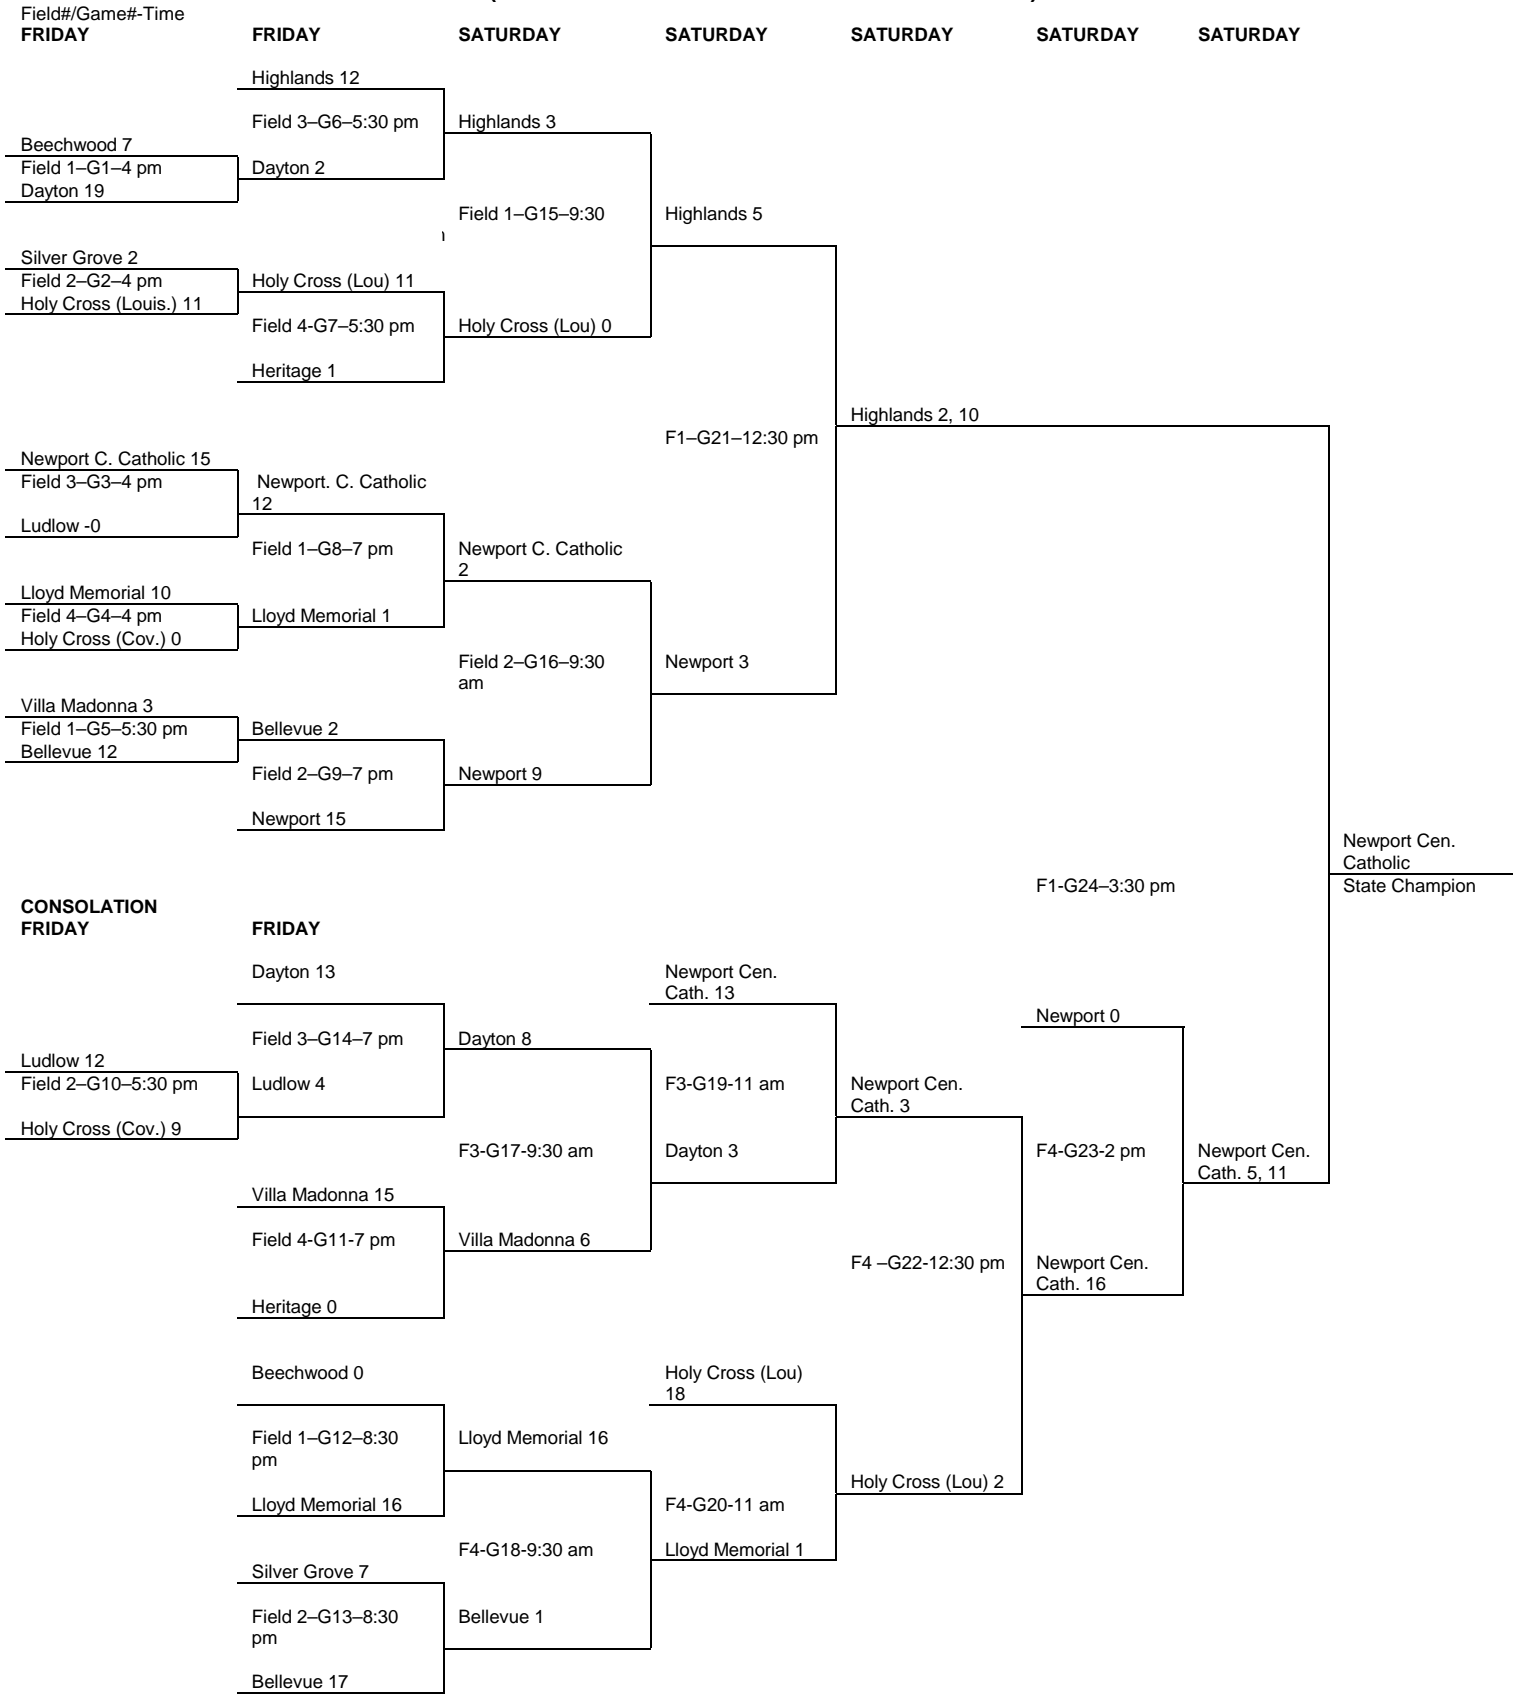 Field#/Game#-Time
FRIDAY FRIDAY SATURDAY SATURDAY SATURDAY SATURDAY SATURDAY
Highlands 12
Field 3–G6–5:30 pm Highlands 3
Beechwood 7
Field 1–G1–4 pm Dayton 2
Dayton 19
Field 1–G15–9:30 Highlands 5
Silver Grove 2
Field 2–G2–4 pm Holy Cross (Lou) 11
Holy Cross (Louis.) 11
Field 4-G7–5:30 pm Holy Cross (Lou) 0
Heritage 1
Highlands 2, 10
F1–G21–12:30 pm
Newport C. Catholic 15
Field 3–G3–4 pm Newport. C. Catholic
12
Ludlow -0
Field 1–G8–7 pm Newport C. Catholic
2
Lloyd Memorial 10
Field 4–G4–4 pm Lloyd Memorial 1
Holy Cross (Cov.) 0
Field 2–G16–9:30 Newport 3
am
Villa Madonna 3
Field 1–G5–5:30 pm Bellevue 2
Bellevue 12
Field 2–G9–7 pm Newport 9
Newport 15
Newport Cen.
Catholic
F1-G24–3:30 pm State Champion
CONSOLATION
FRIDAY FRIDAY
Dayton 13 Newport Cen.
Cath. 13
Newport 0
Field 3–G14–7 pm Dayton 8
Ludlow 12
Field 2–G10–5:30 pm Ludlow 4 F3-G19-11 am Newport Cen.
Cath. 3
Holy Cross (Cov.) 9
F3-G17-9:30 am Dayton 3 F4-G23-2 pm Newport Cen.
Cath. 5, 11
Villa Madonna 15
Field 4-G11-7 pm Villa Madonna 6
F4 –G22-12:30 pm Newport Cen.
Cath. 16
Heritage 0
Beechwood 0 Holy Cross (Lou)
18
Field 1–G12–8:30 Lloyd Memorial 16
pm
Holy Cross (Lou) 2
Lloyd Memorial 16 F4-G20-11 am
F4-G18-9:30 am Lloyd Memorial 1
Silver Grove 7
Field 2–G13–8:30 Bellevue 1
pm
Bellevue 17